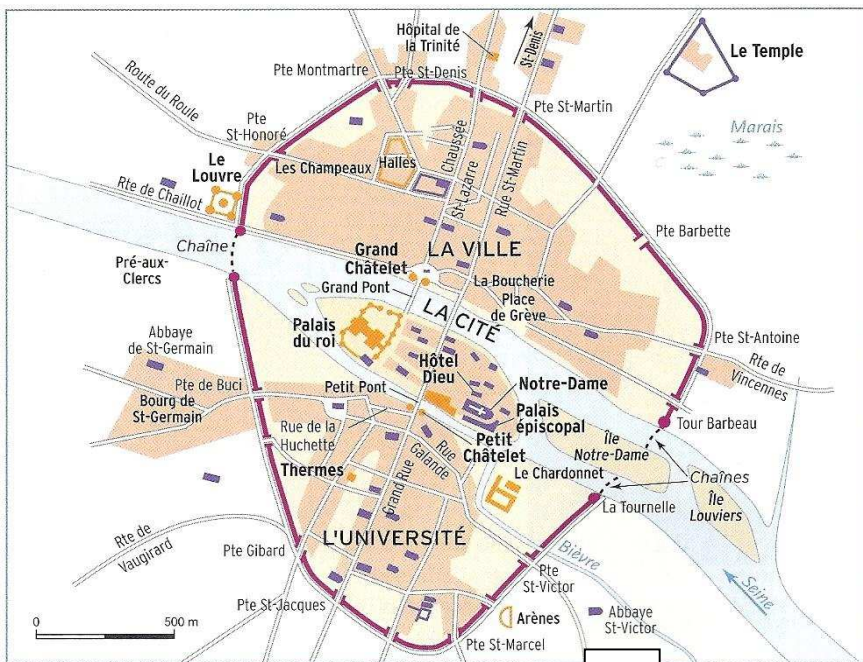 Hôpital de
la Trinité
St-Denis
Le Temple
Pte Montmartre
Pte St-Denis
Route du Roule
Pte St-Martin
Pte
St-Honoré
Marais
Le
Louvre
Les Champeaux
Halles
Chaussée
St-Lazarre
Rue St-Martin
Rte de Chaillot
Pte Barbette
Chaîne
LA VILLE
Pré-aux-
Clercs
Grand
Châtelet
La Boucherie
Grand Pont
Place
de Grève
LA CITÉ
Palais
du roi
Pte St-Antoine
Abbaye
de St-Germain
Rte de
Vincennes
Hôtel
Dieu
Notre-Dame
Pte de Buci
Petit Pont
Bourg de
St-Germain
Palais
épiscopal
Tour Barbeau
Rue de la
Huchette
Petit
Châtelet
Île
Notre-Dame
Rue
Galande
Thermes
Le Chardonnet
Chaînes
Grand Rue
La Tournelle
Île
Louviers
L'UNIVERSITÉ
Rte de
Vaugirard
Pte Gibard
Bièvre
Pte
St-Victor
Seine
Pte St-Jacques
0 500 m
Arènes
Abbaye
St-Victor
Pte St-Marcel